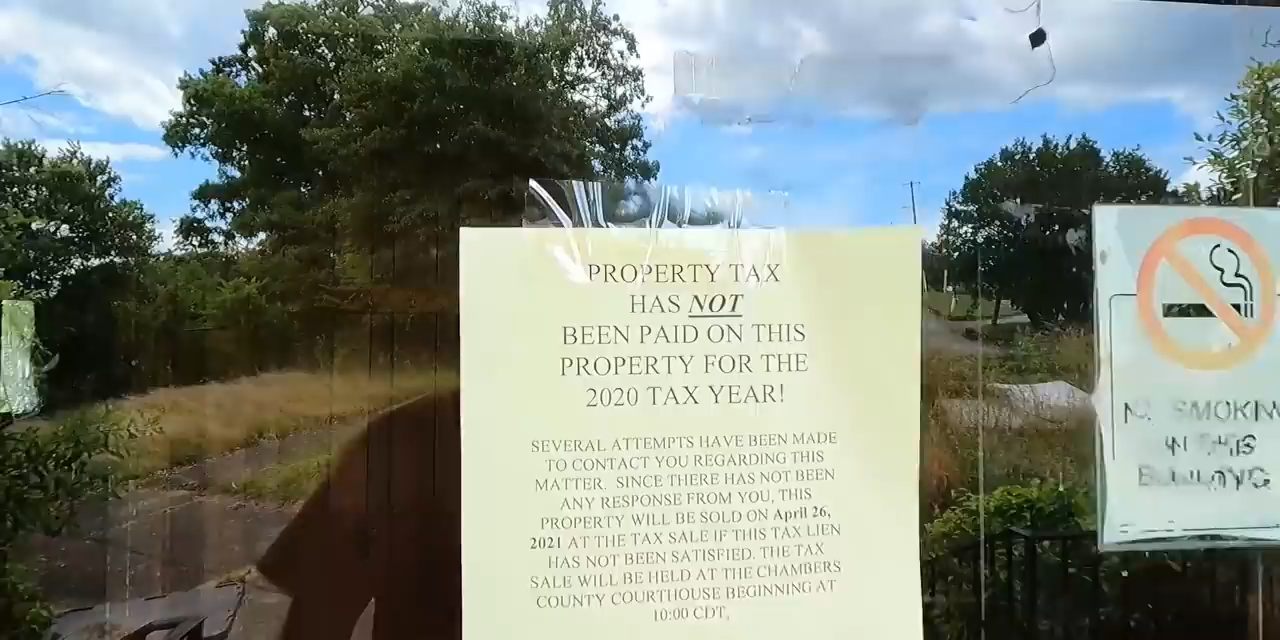 PROPERTY TAX
HAS NOT
BEEN PAID ON THIS
PROPERTY FOR THE
2020 TAX YEAR!
SEVERAL ATTEMPTS HAVE BEEN MADE
TO CONTACT YOU REGARDING THIS
MATTER. SINCE THERE HAS NOT BEEN
ANY RESPONSE FROM YOU, THIS
PROPERTY WILL BE SOLD ON April 26,
2021 AT THE TAX SALE IF THIS TAX LIEN
HAS NOT BEEN SATISFIED. THE TAX
SALE WILL BE HELD AT THE CHAMBERS
COUNTY COURTHOUSE BEGINNING AT
10:00 CDT,
SMOKIN